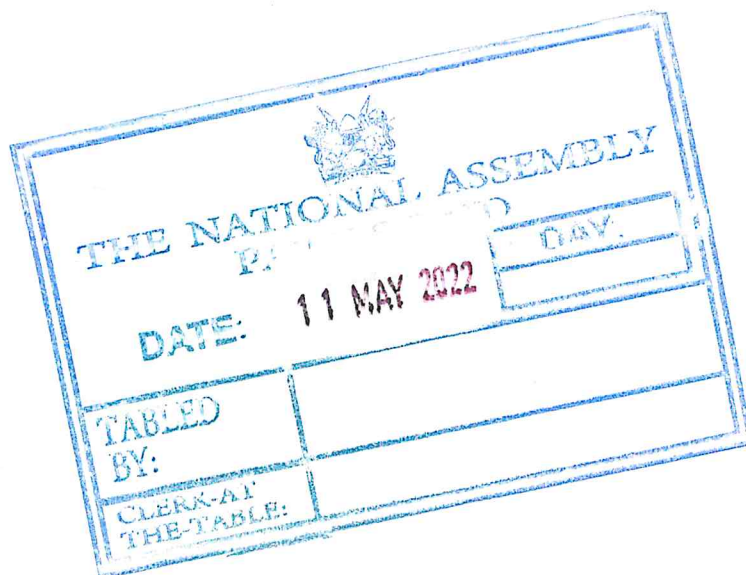 THE NATIONAL ASSEMBLY
DAY.
DATE: 11 MAY 2022
TABLED
BY:
CLERK-AT
THE-TABLE: